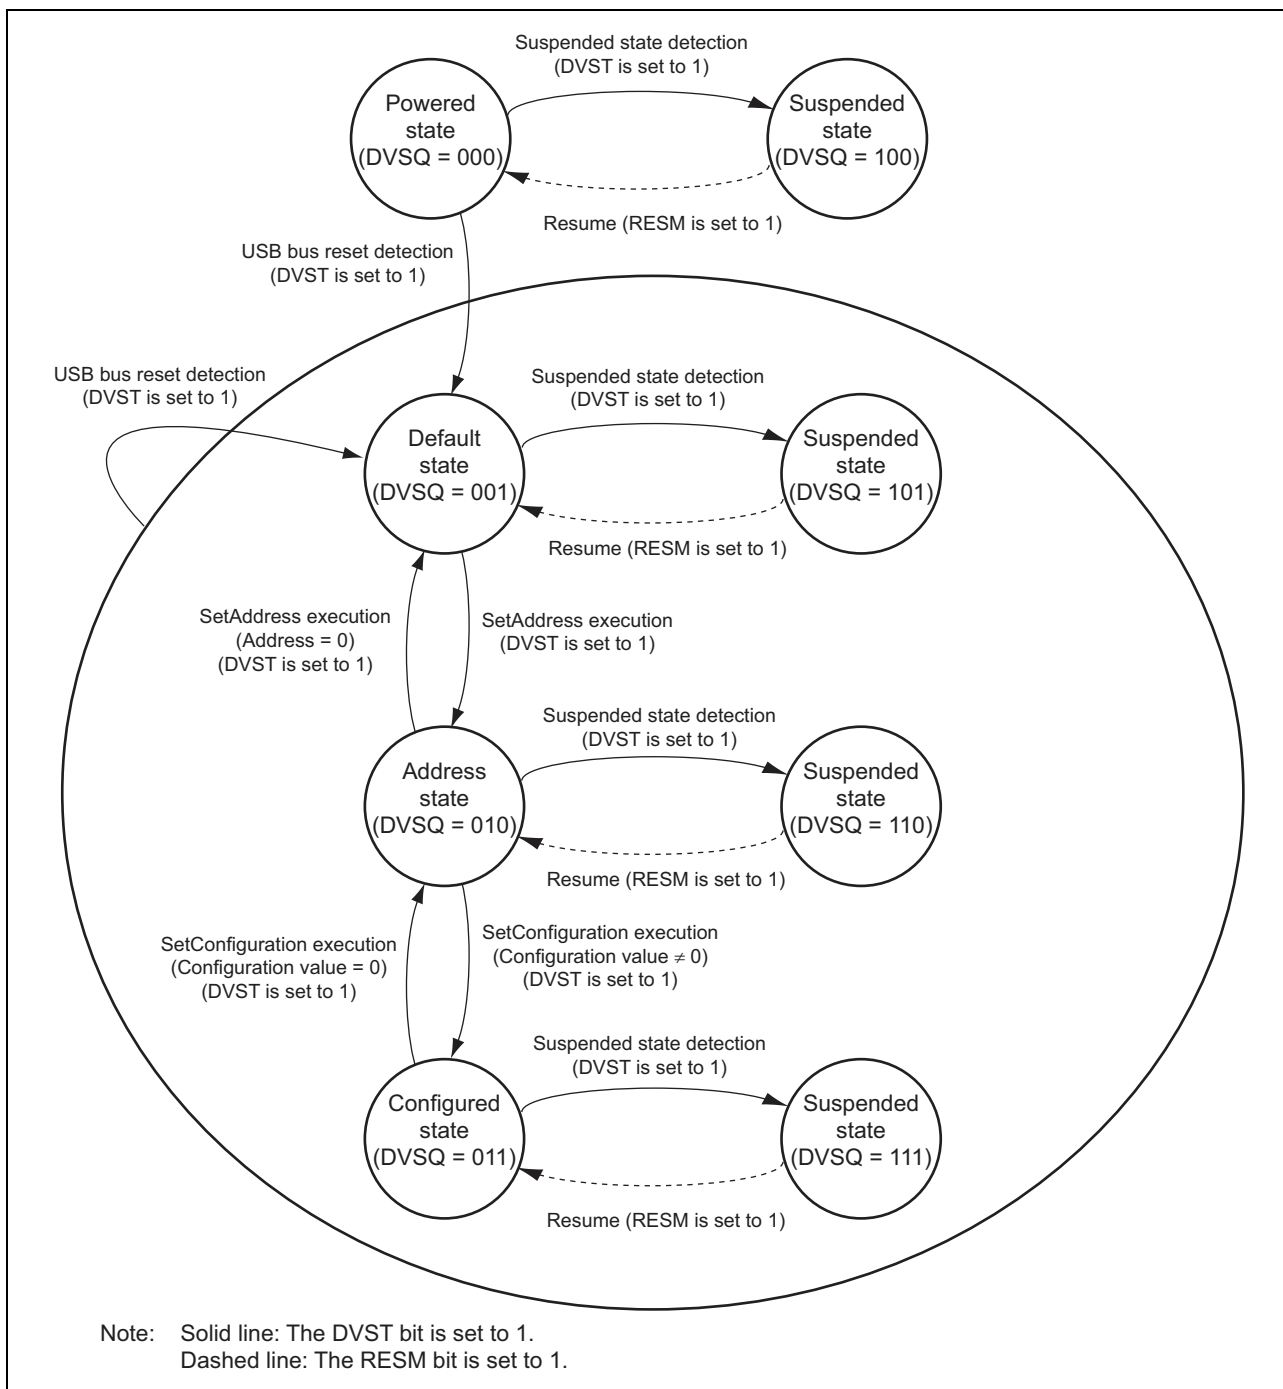 Suspended state detection
(DVST is set to 1)
Powered
state
(DVSQ = 000)
Suspended
state
(DVSQ = 100)
Resume (RESM is set to 1)
USB bus reset detection
(DVST is set to 1)
USB bus reset detection
(DVST is set to 1)
Suspended state detection
(DVST is set to 1)
Default
state
(DVSQ = 001)
Suspended
state
(DVSQ = 101)
Resume (RESM is set to 1)
SetAddress execution
(Address = 0)
(DVST is set to 1)
SetAddress execution
(DVST is set to 1)
Suspended state detection
(DVST is set to 1)
Address
state
(DVSQ = 010)
Suspended
state
(DVSQ = 110)
Resume (RESM is set to 1)
SetConfiguration execution
(Configuration value = 0)
(DVST is set to 1)
SetConfiguration execution
(Configuration value ≠ 0)
(DVST is set to 1)
Suspended state detection
(DVST is set to 1)
Configured
state
(DVSQ = 011)
Suspended
state
(DVSQ = 111)
Resume (RESM is set to 1)
Note: Solid line: The DVST bit is set to 1.
Dashed line: The RESM bit is set to 1.